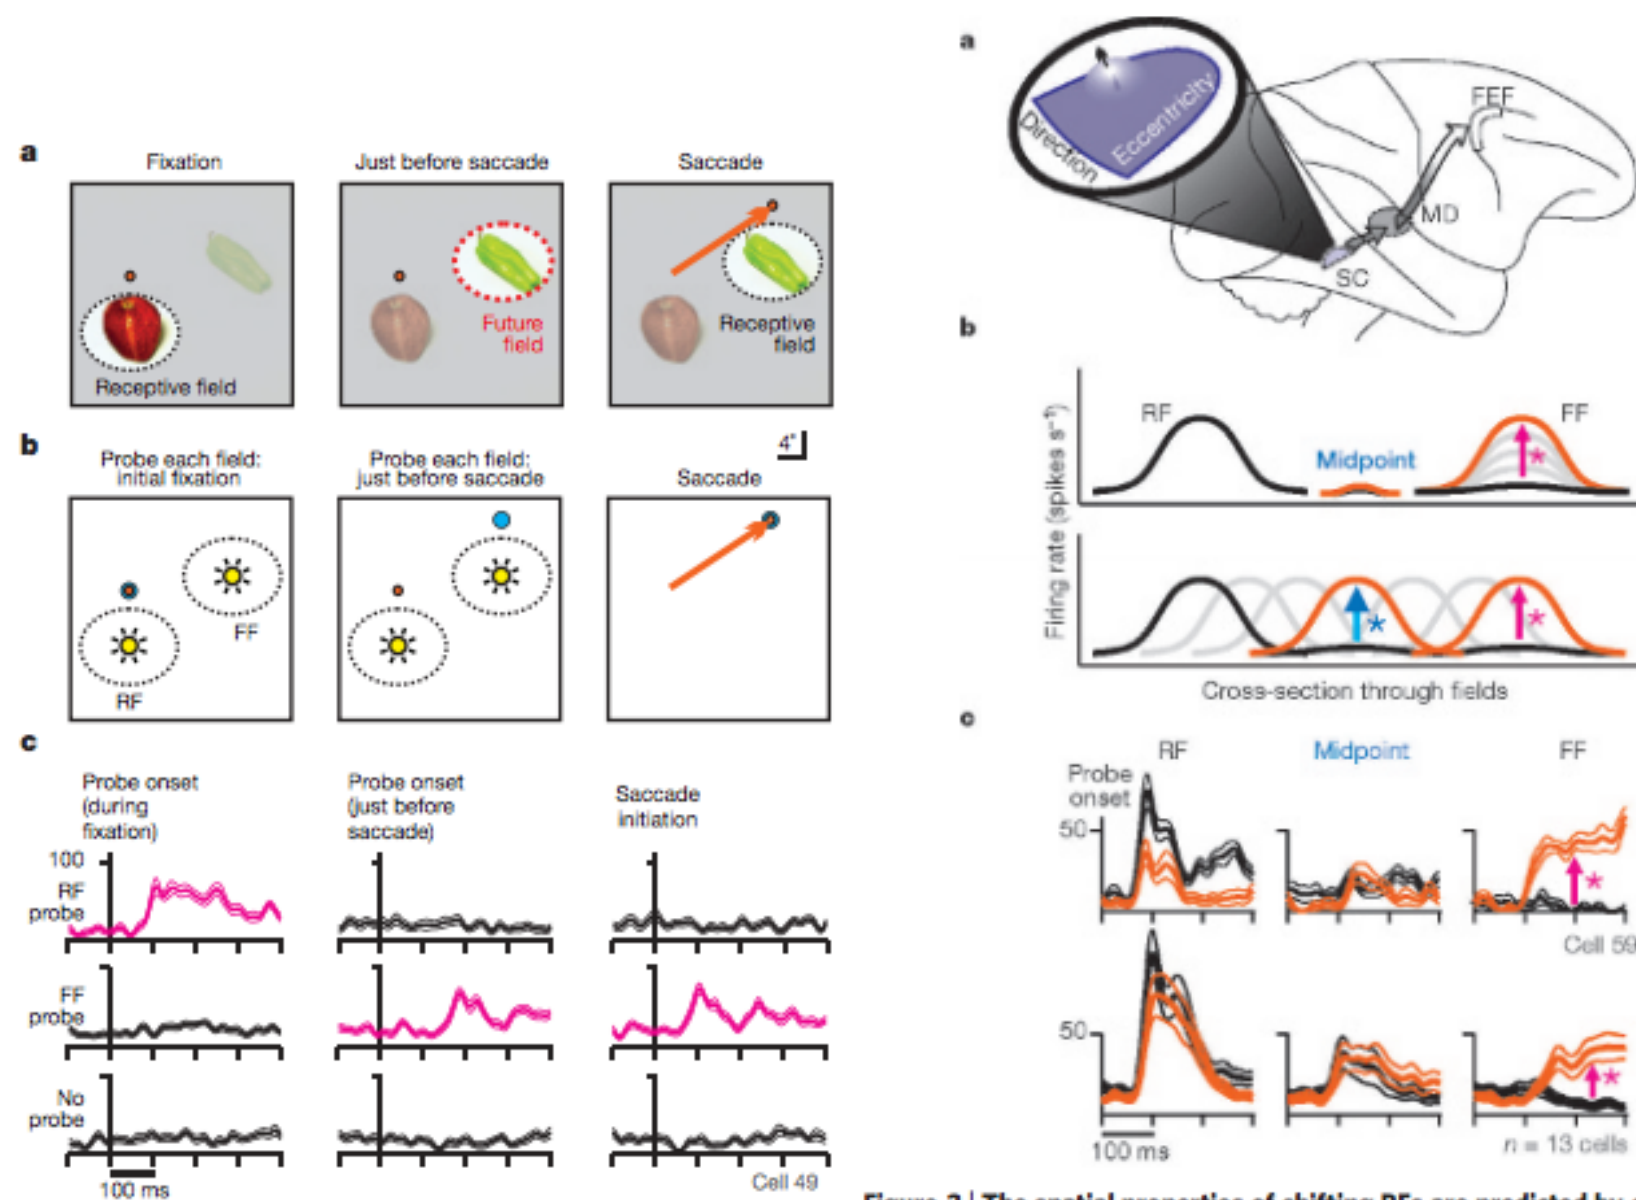 a
Fixation
Just before saccade
Saccade
Receptive field
Future
field
Receptive
field
b
4°
Probe each field:
initial fixation
Probe each field:
just before saccade
Saccade
FF
RF
c
Probe onset
(during
fixation)
Probe onset
(just before
saccade)
Saccade
initiation
100
RF
probe
FF
probe
No
probe
100 ms
Cell 49
a
Direction
Eccentricity
FEF
MD
SC
b
Firing rate (spikes s⁻¹)
RF
Midpoint
FF
*
*
*
Cross-section through fields
c
RF
Midpoint
FF
Probe
onset
50
*
Cell 59
50
*
100 ms
n = 13 cells